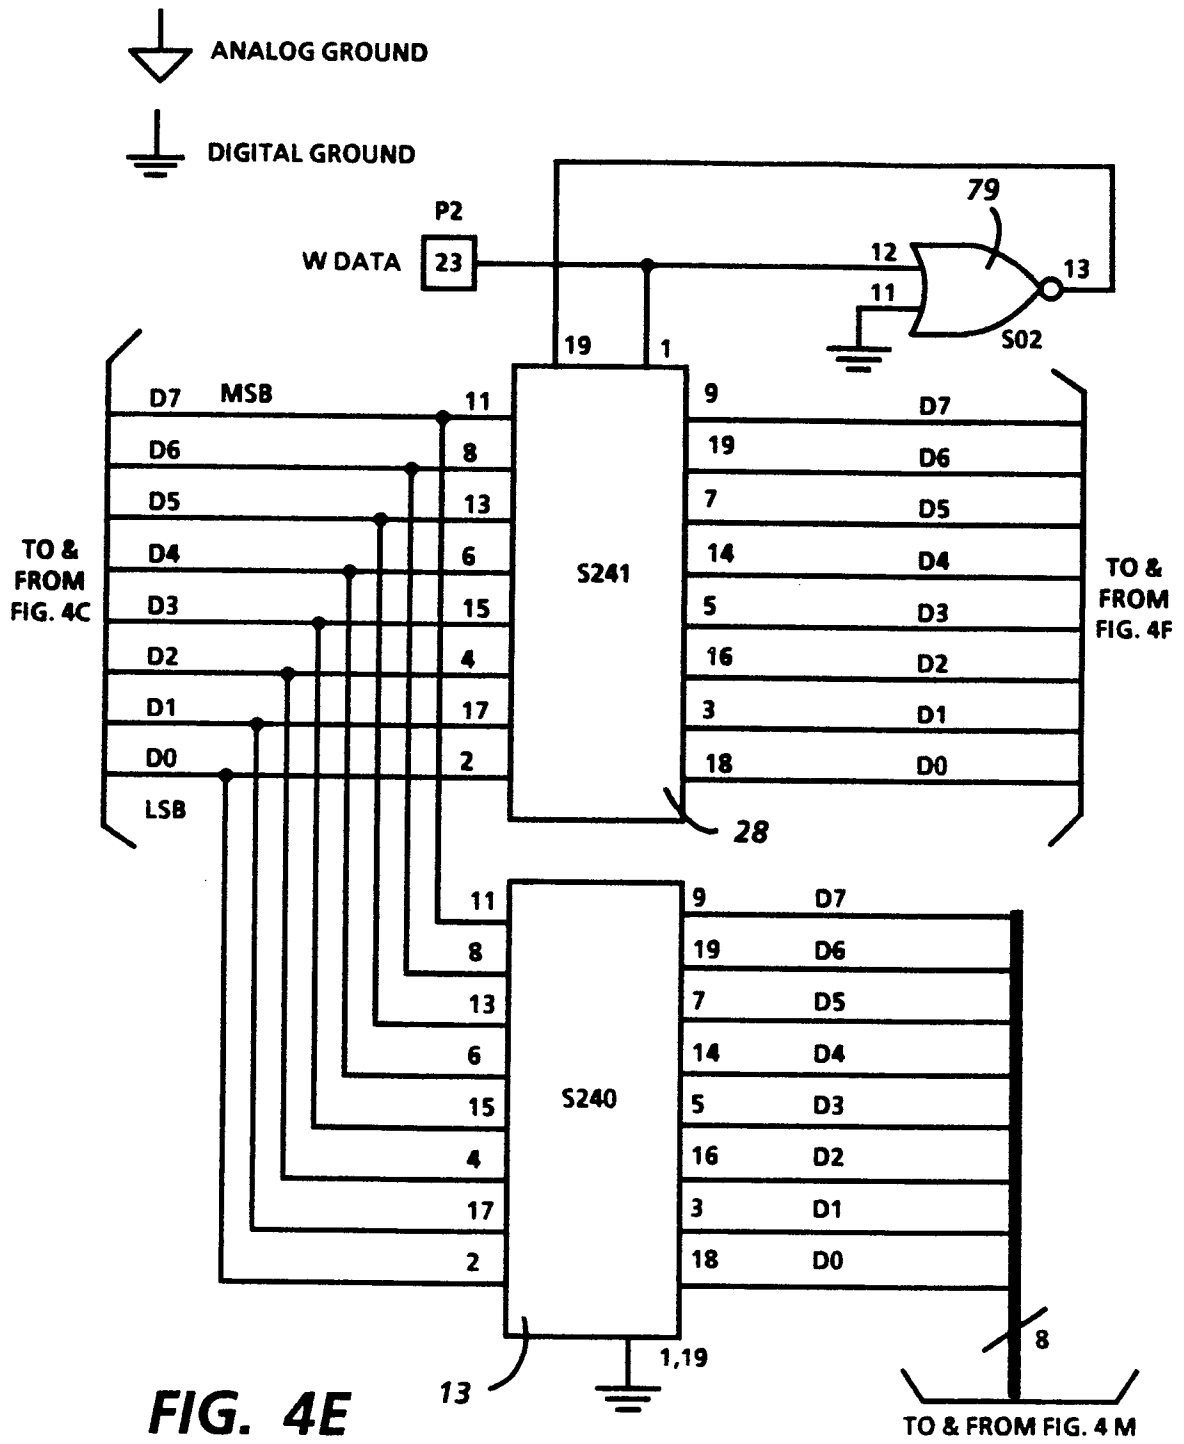 ANALOG GROUND
DIGITAL GROUND
P2
W DATA 23
79
12
11
13
S02
19 1
D7 MSB 11 9 D7
D6 8 19 D6
D5 13 7 D5
D4 6 14 D4
D3 15 5 D3
D2 4 16 D2
D1 17 3 D1
D0 2 18 D0
LSB
TO &
FROM
FIG. 4C
S241
TO &
FROM
FIG. 4F
28
11 9 D7
8 19 D6
13 7 D5
6 14 D4
15 5 D3
4 16 D2
17 3 D1
2 18 D0
S240
8
1,19
13
FIG. 4E
TO & FROM FIG. 4 M